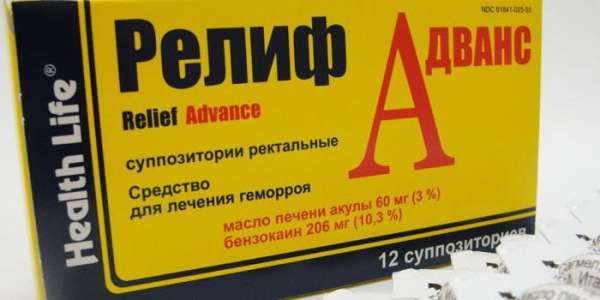 NDC 61841-025-53
Health Life®
Релиф АДВАНС
Relief Advance
суппозитории ректальные
Средство
для лечения геморроя
масло печени акулы 60 мг (3 %)
бензокаин 206 мг (10,3 %)
12 суппозиториев